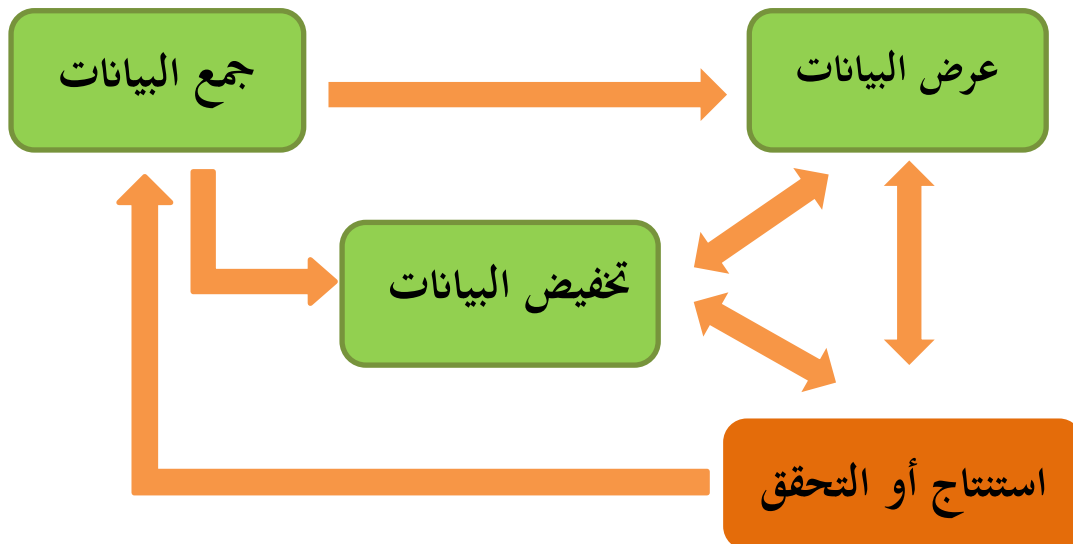 جمع البيانات
عرض البيانات
تخفيض البيانات
استنتاج أو التحقق